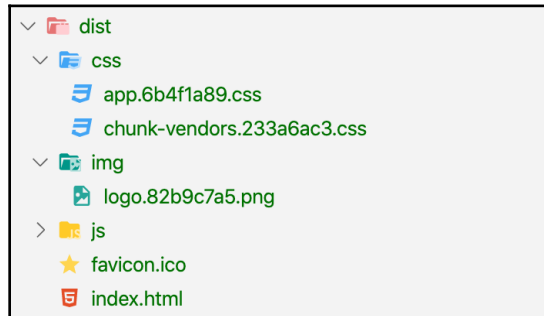 dist
css
app.6b4f1a89.css
chunk-vendors.233a6ac3.css
img
logo.82b9c7a5.png
js
favicon.ico
index.html